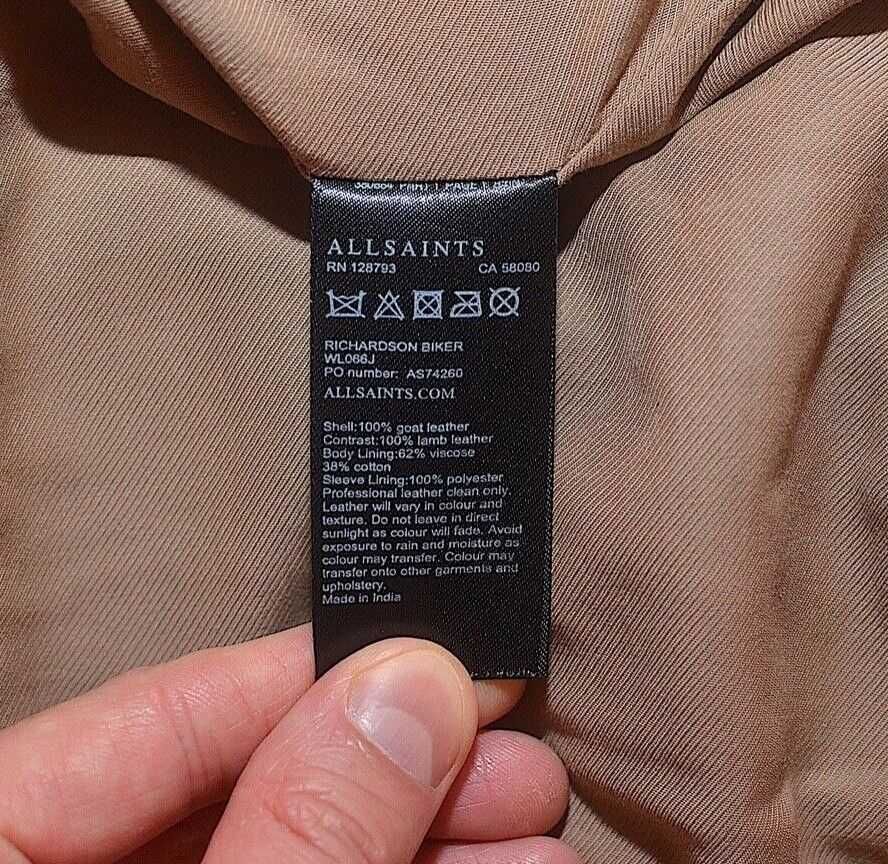 ALLSAINTS
RN 128793 CA 58080
RICHARDSON BIKER
WL066J
PO number: AS74260
ALLSAINTS.COM
Shell:100% goat leather
Contrast:100% lamb leather
Body Lining:62% viscose
38% cotton
Sleeve Lining:100% polyester
Professional leather clean only.
Leather will vary in colour and
texture. Do not leave in direct
sunlight as colour will fade. Avoid
exposure to rain and moisture as
colour may transfer. Colour may
transfer onto other garments and
upholstery.
Made in India